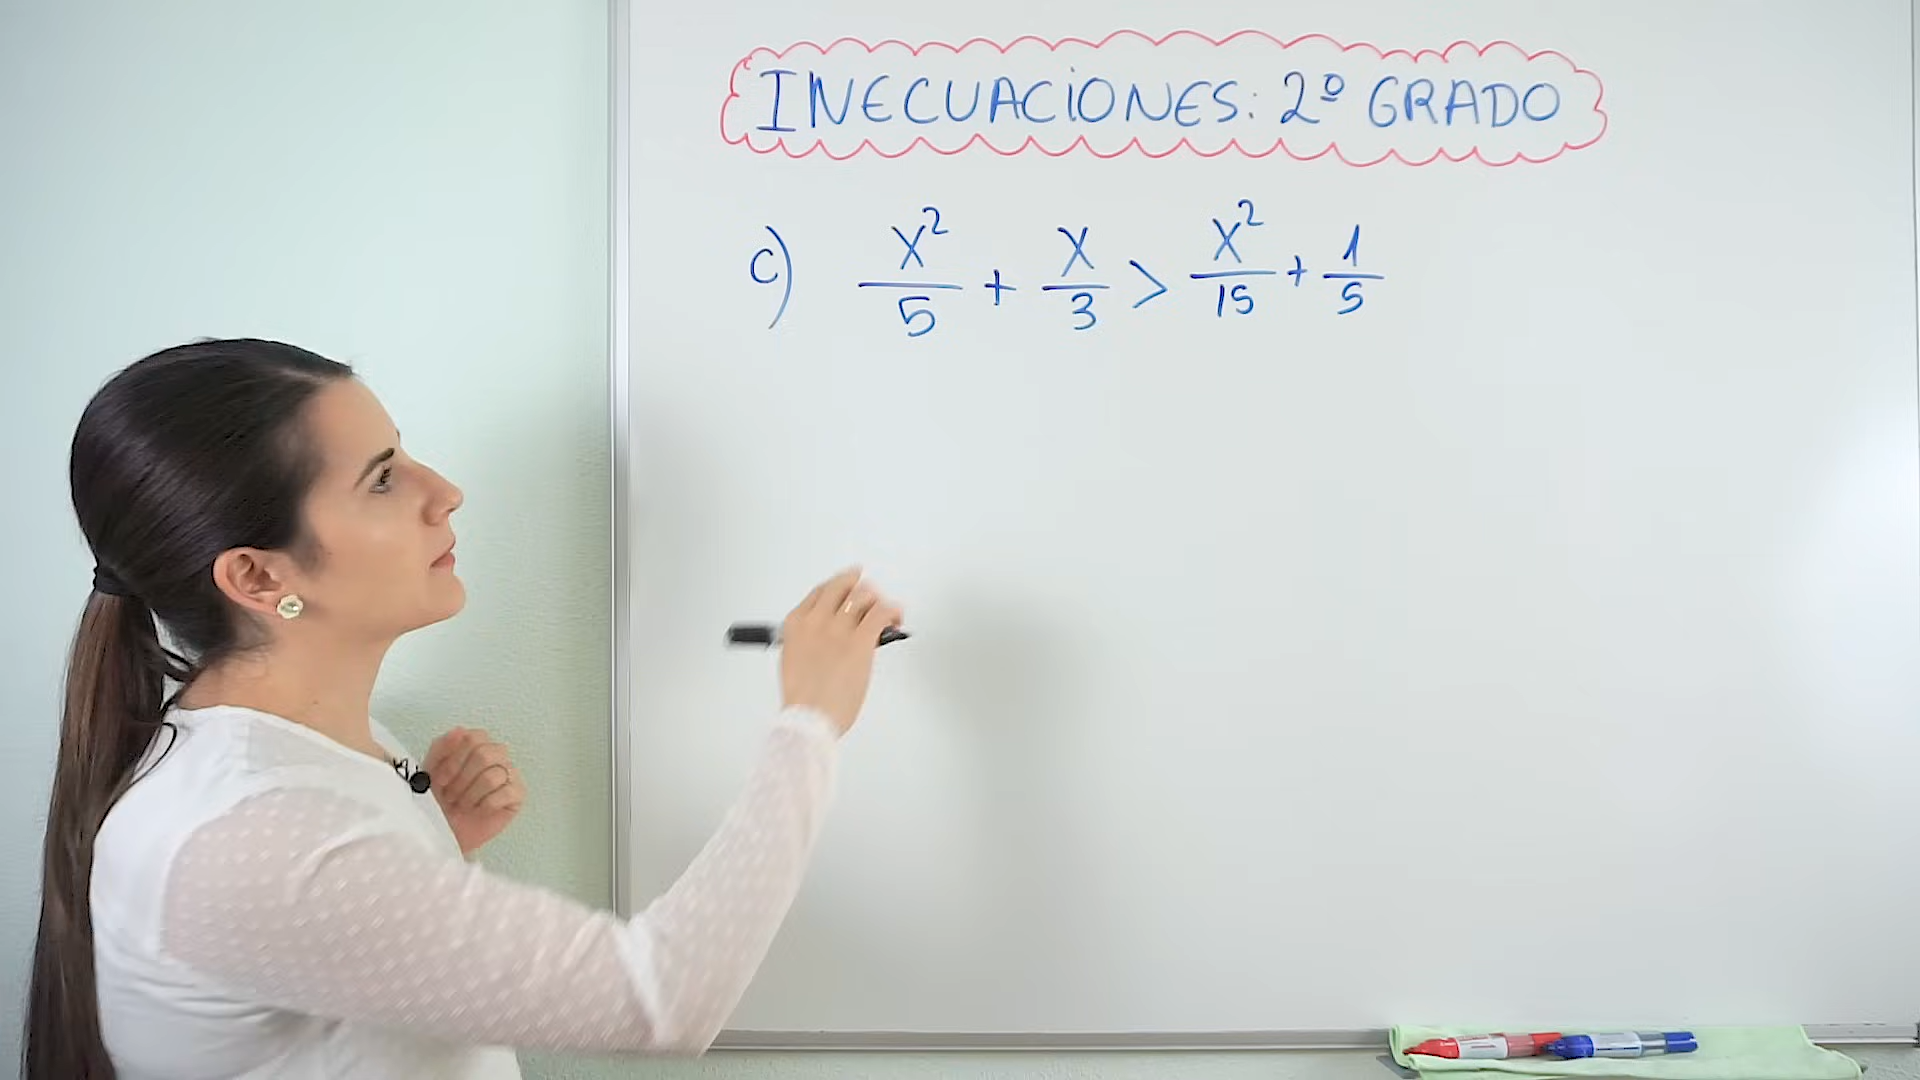 INECUACIONES: 2º GRADO
c) x²/5 + x/3 > x²/15 + 1/5